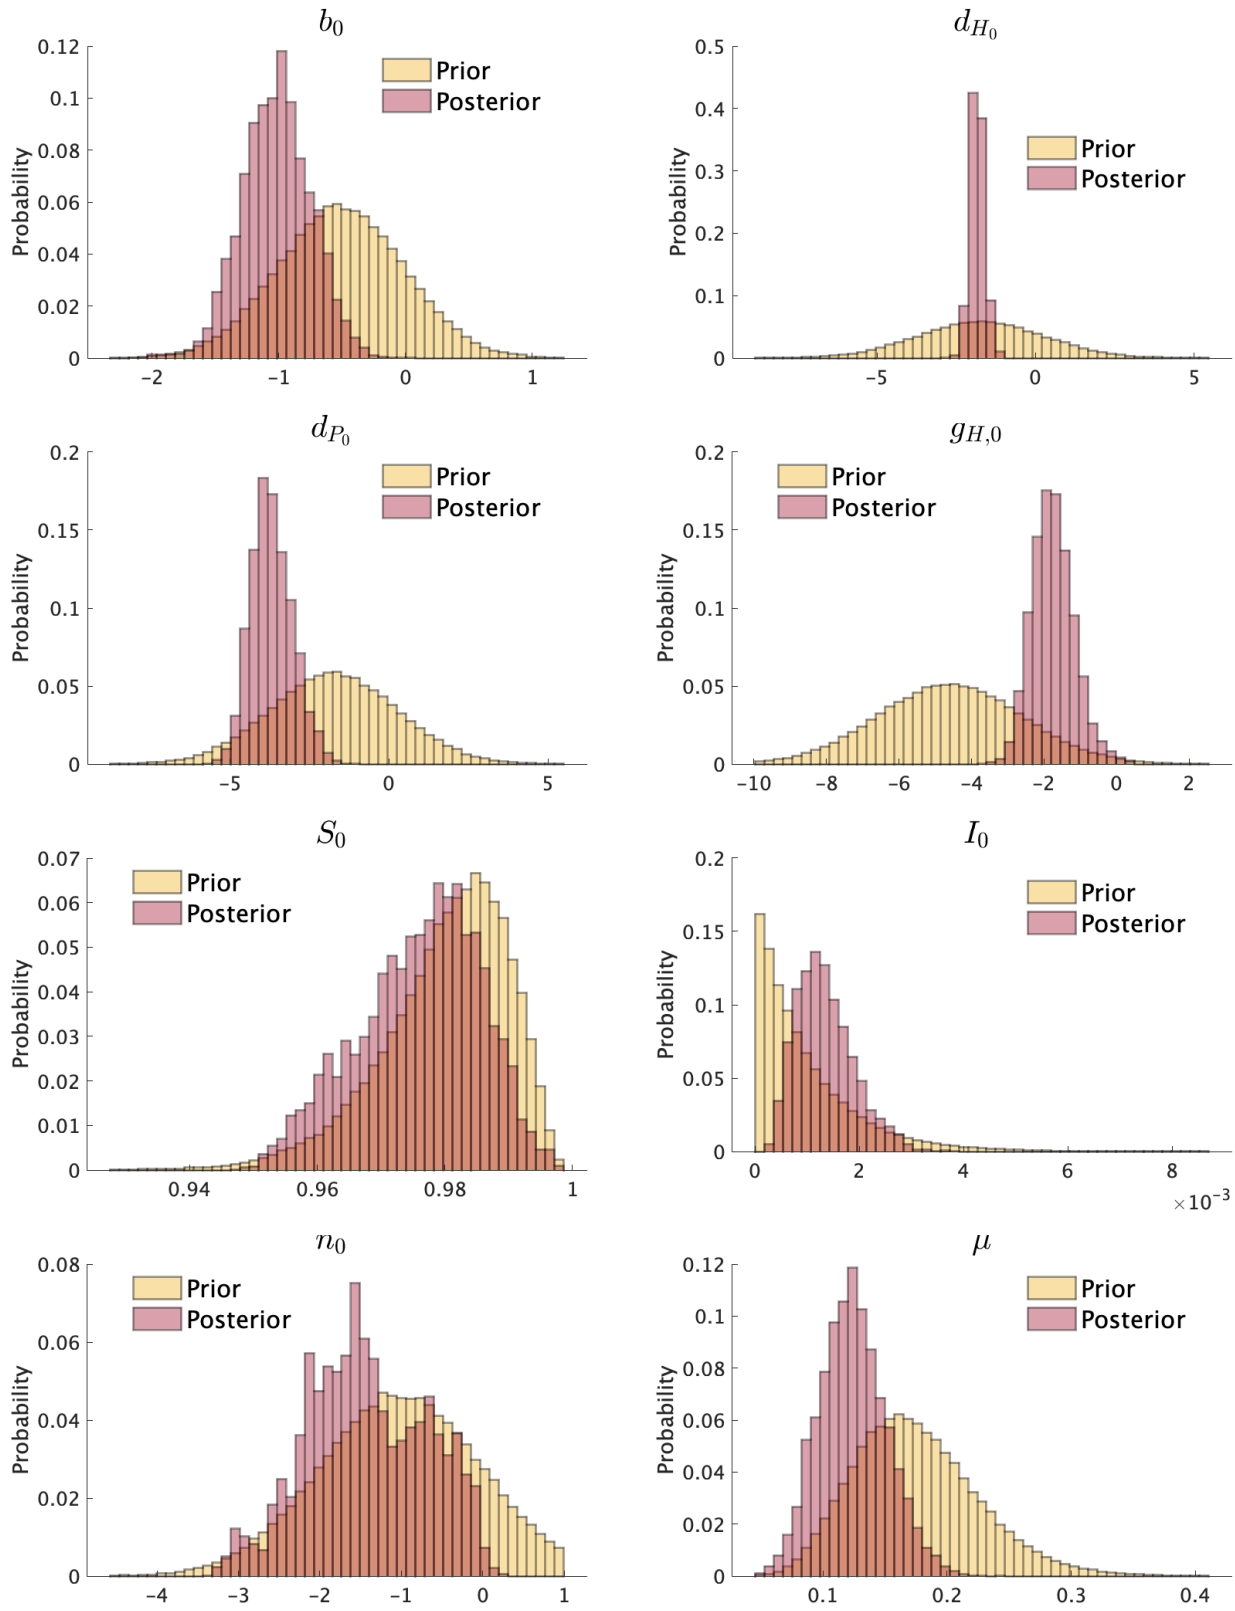 b₀
0.12
0.1
0.08
0.06
0.04
0.02
0
Probability
Prior
Posterior
−2 −1 0 1
d_{H₀}
0.5
0.4
0.3
0.2
0.1
0
Probability
Prior
Posterior
−5 0 5
d_{P₀}
0.2
0.15
0.1
0.05
0
Probability
Prior
Posterior
−5 0 5
g_{H,0}
0.2
0.15
0.1
0.05
0
Probability
Prior
Posterior
−10 −8 −6 −4 −2 0 2
S₀
0.07
0.06
0.05
0.04
0.03
0.02
0.01
0
Probability
Prior
Posterior
0.94 0.96 0.98 1
I₀
0.2
0.15
0.1
0.05
0
Probability
Prior
Posterior
0 2 4 6 8
×10⁻³
n₀
0.08
0.06
0.04
0.02
0
Probability
Prior
Posterior
−4 −3 −2 −1 0 1
μ
0.12
0.1
0.08
0.06
0.04
0.02
0
Probability
Prior
Posterior
0.1 0.2 0.3 0.4